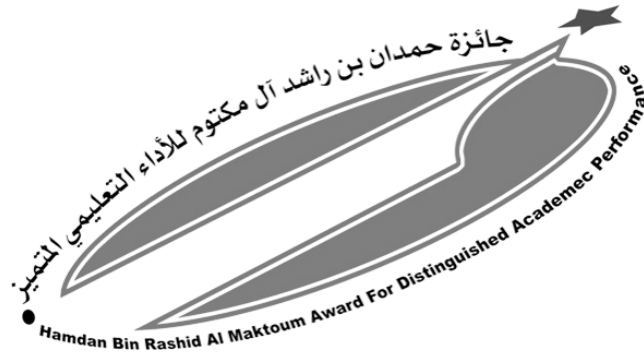 جائزة حمدان بن راشد آل مكتوم للأداء التعليمي المتميز
Hamdan Bin Rashid Al Maktoum Award For Distinguished Academec Performance